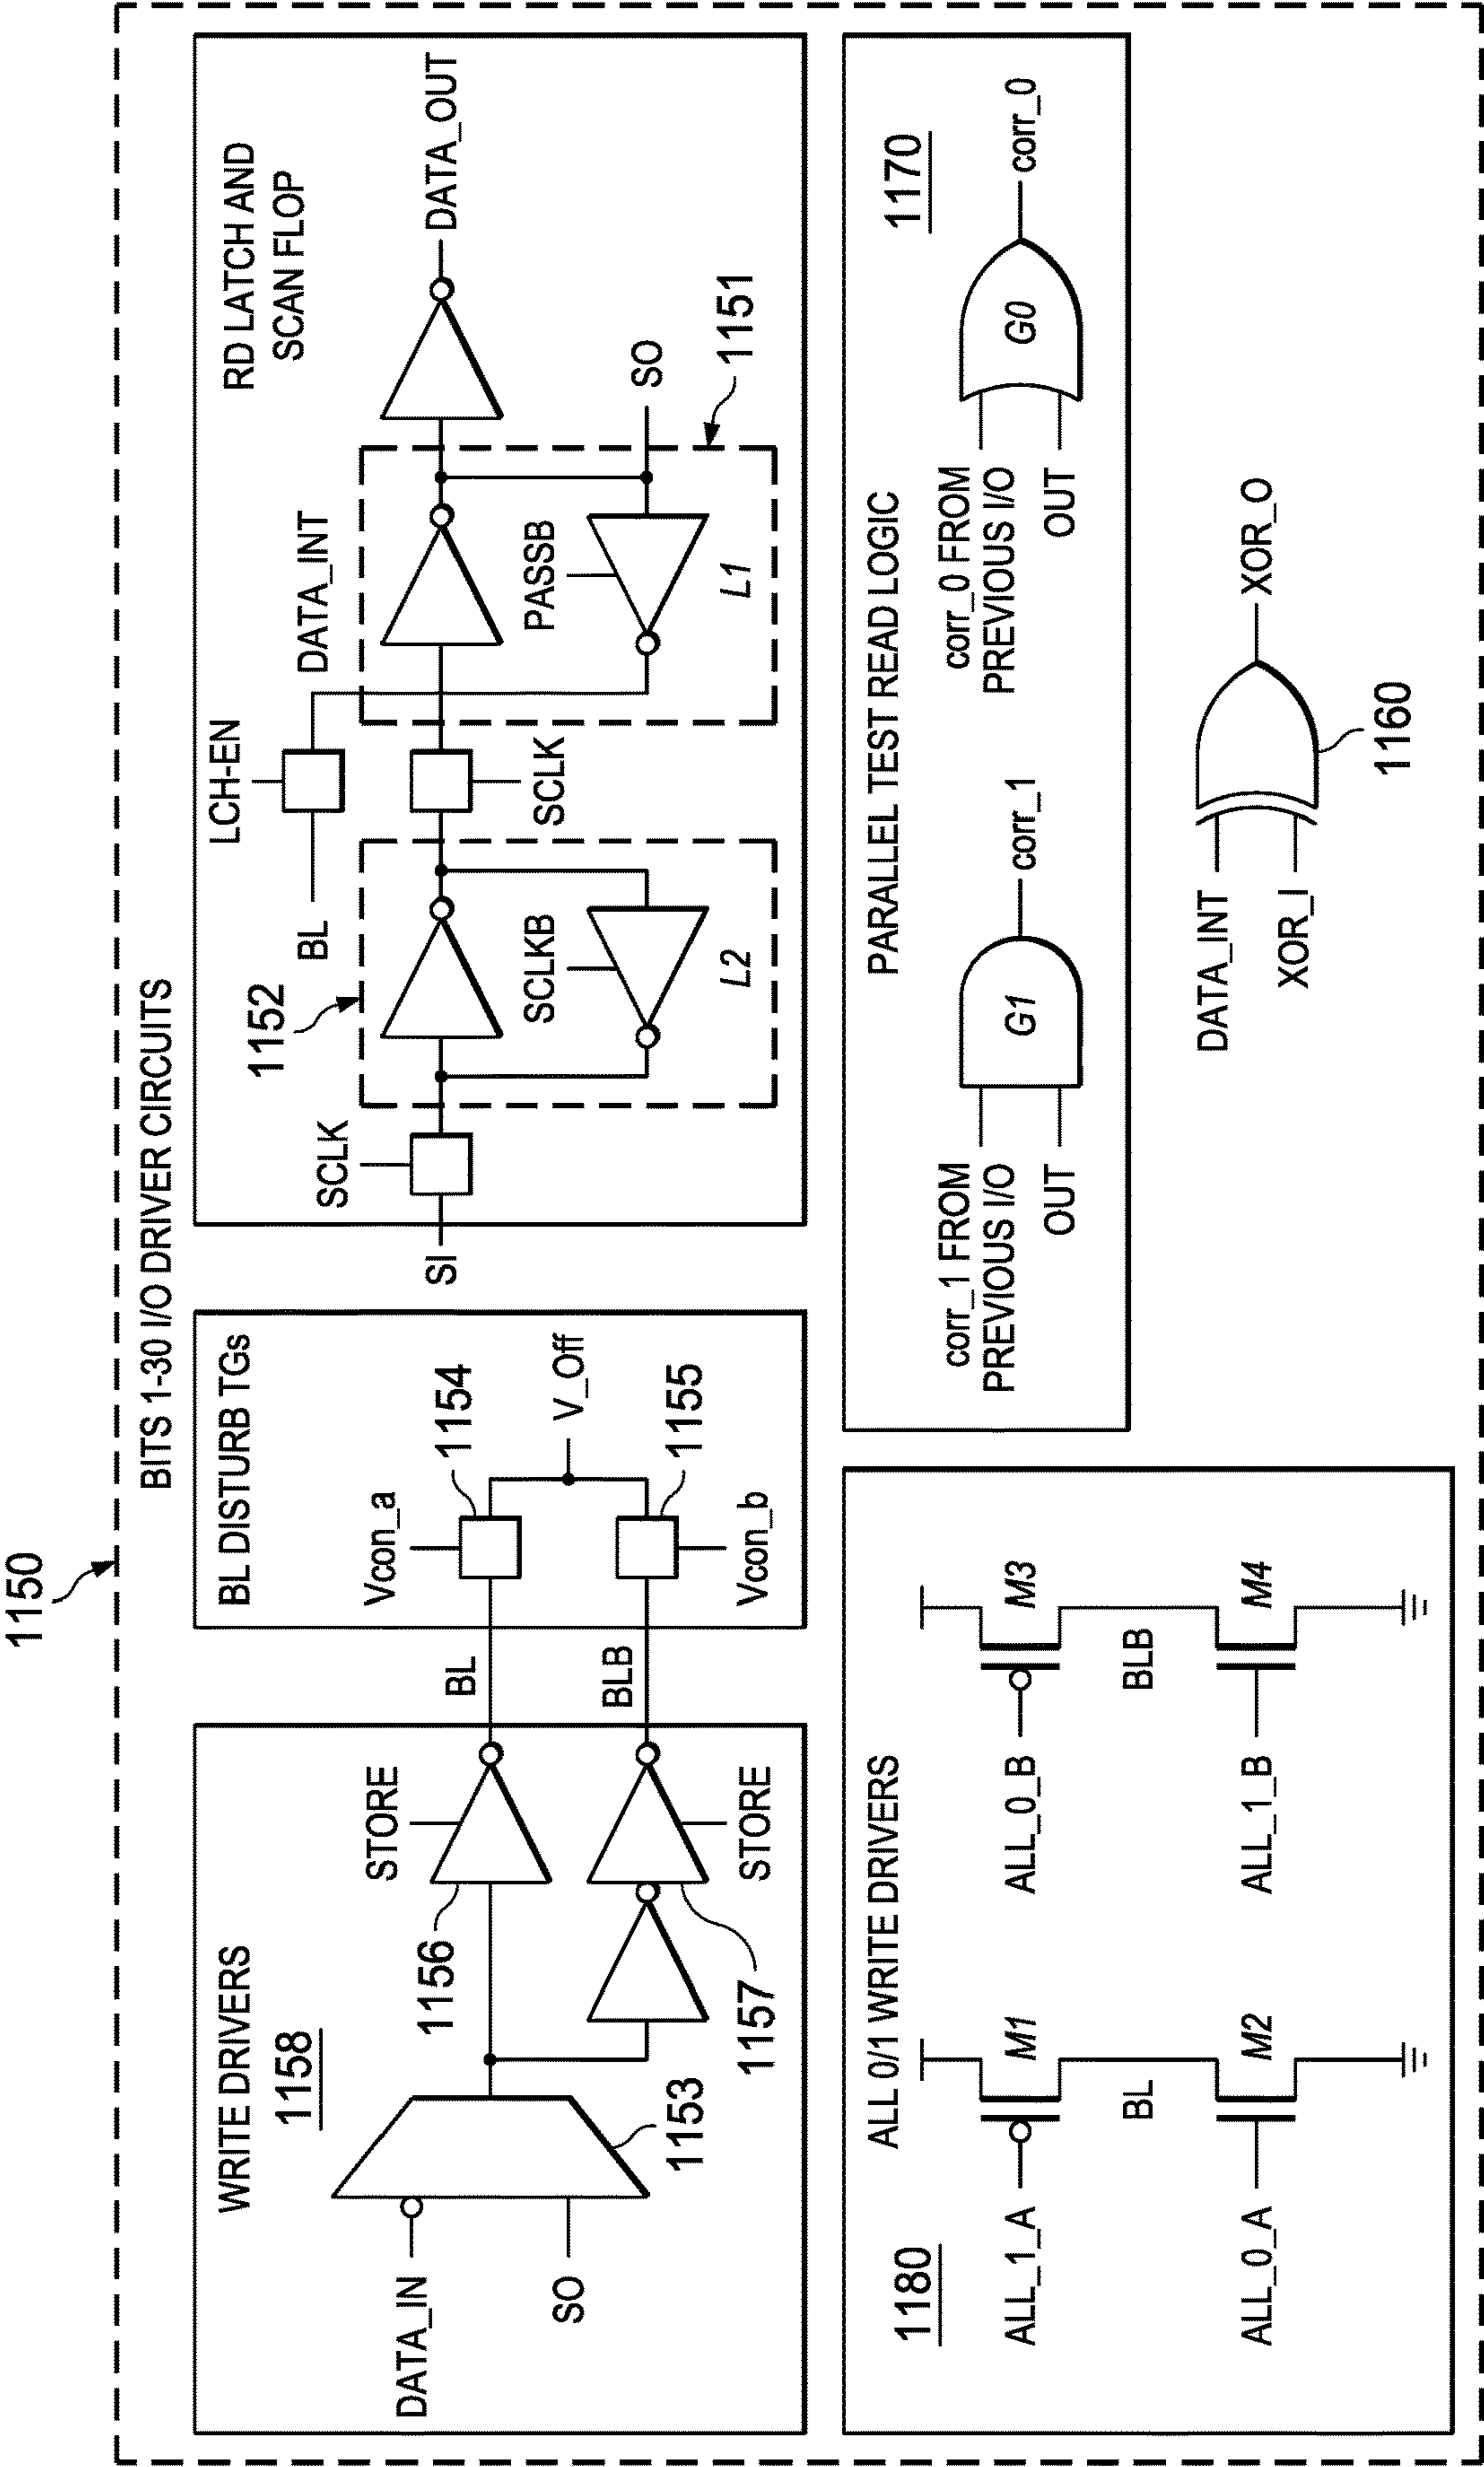 1150
BITS 1-30 I/O DRIVER CIRCUITS
WRITE DRIVERS
1158
DATA_IN
SO
1153
1156
STORE
1157
STORE
BL
BLB
BL DISTURB TGs
Vcon_a
1154
V_Off
1155
Vcon_b
RD LATCH AND
SCAN FLOP
SI
SCLK
1152
SCLKB
L2
BL
LCH-EN
SCLK
DATA_INT
PASSB
L1
DATA_OUT
SO
1151
ALL 0/1 WRITE DRIVERS
1180
ALL_1_A
M1
BL
ALL_0_A
M2
ALL_0_B
M3
BLB
ALL_1_B
M4
PARALLEL TEST READ LOGIC
1170
corr_1 FROM
PREVIOUS I/O
OUT
G1
corr_1
corr_0 FROM
PREVIOUS I/O
OUT
G0
corr_0
DATA_INT
XOR_I
XOR_O
1160